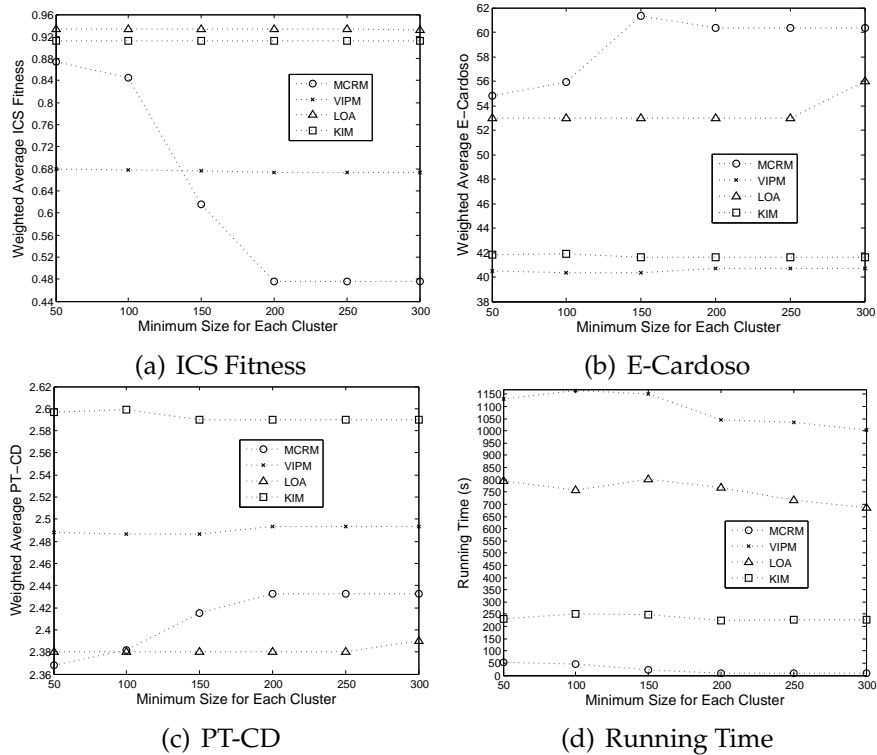 0.96
0.92
0.88
0.84
0.8
0.76
0.72
0.68
0.64
0.6
0.56
0.52
0.48
0.44
Weighted Average ICS Fitness
MCRM
VIPM
LOA
KIM
50 100 150 200 250 300
Minimum Size for Each Cluster
(a) ICS Fitness
62
60
58
56
54
52
50
48
46
44
42
40
38
Weighted Average E-Cardoso
MCRM
VIPM
LOA
KIM
50 100 150 200 250 300
Minimum Size for Each Cluster
(b) E-Cardoso
2.62
2.6
2.58
2.56
2.54
2.52
2.5
2.48
2.46
2.44
2.42
2.4
2.38
2.36
Weighted Average PT-CD
MCRM
VIPM
LOA
KIM
50 100 150 200 250 300
Minimum Size for Each Cluster
(c) PT-CD
1150
1100
1050
1000
950
900
850
800
750
700
650
600
550
500
450
400
350
300
250
200
150
100
50
0
Running Time (s)
MCRM
VIPM
LOA
KIM
50 100 150 200 250 300
Minimum Size for Each Cluster
(d) Running Time